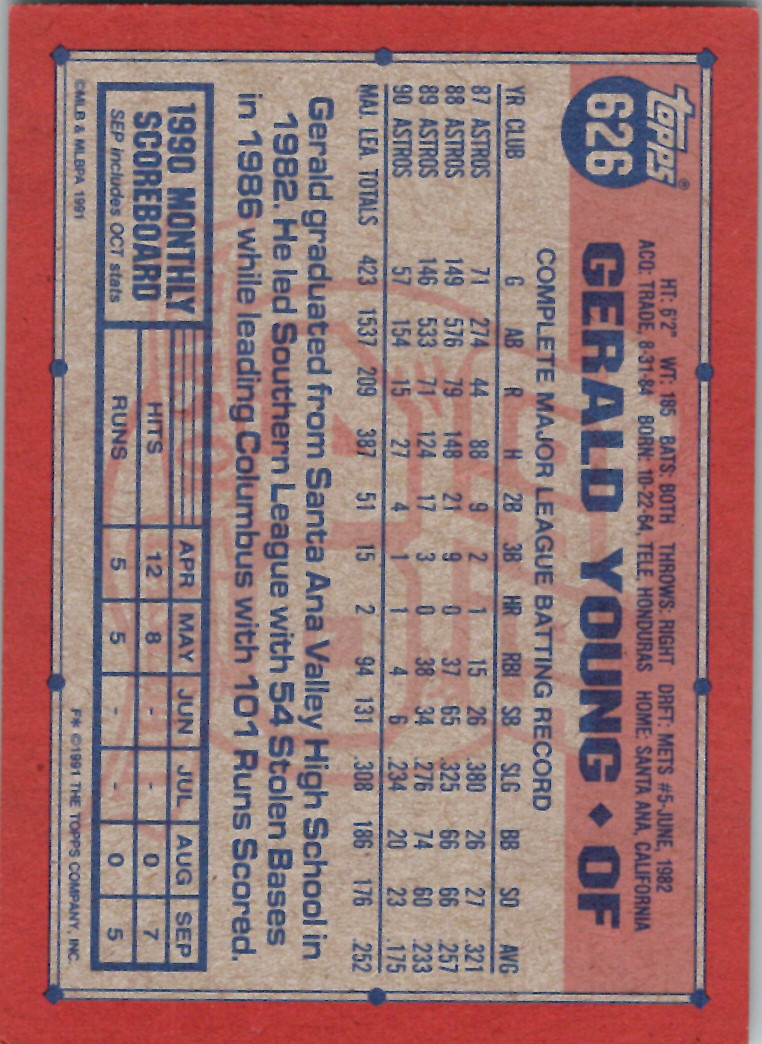 Topps®
626
HT: 6'2" WT: 185 BATS: BOTH THROWS: RIGHT DRFT: METS #5-JUNE, 1982
ACQ: TRADE, 8-31-84 BORN: 10-22-64, TELE, HONDURAS HOME: SANTA ANA, CALIFORNIA
GERALD YOUNG ♦ OF
COMPLETE MAJOR LEAGUE BATTING RECORD
YR CLUB G AB R H 2B 3B HR RBI SB SLG BB SO AVG
87 ASTROS 71 274 44 88 9 2 1 15 26 .380 26 27 .321
88 ASTROS 149 576 79 148 21 9 0 37 65 .325 66 66 .257
89 ASTROS 146 533 71 124 17 3 0 38 34 .276 74 60 .233
90 ASTROS 57 154 15 27 4 1 1 4 6 .234 20 23 .175
MAJ. LEA. TOTALS 423 1537 209 387 51 15 2 94 131 .308 186 176 .252
Gerald graduated from Santa Ana Valley High School in
1982. He led Southern League with 54 Stolen Bases
in 1986 while leading Columbus with 101 Runs Scored.
1990 MONTHLY
SCOREBOARD
SEP includes OCT stats
APR MAY JUN JUL AUG SEP
HITS 12 8 - - 0 7
RUNS 5 5 - - 0 5
©MLB & MLBPA 1991
F* ©1991 THE TOPPS COMPANY, INC.